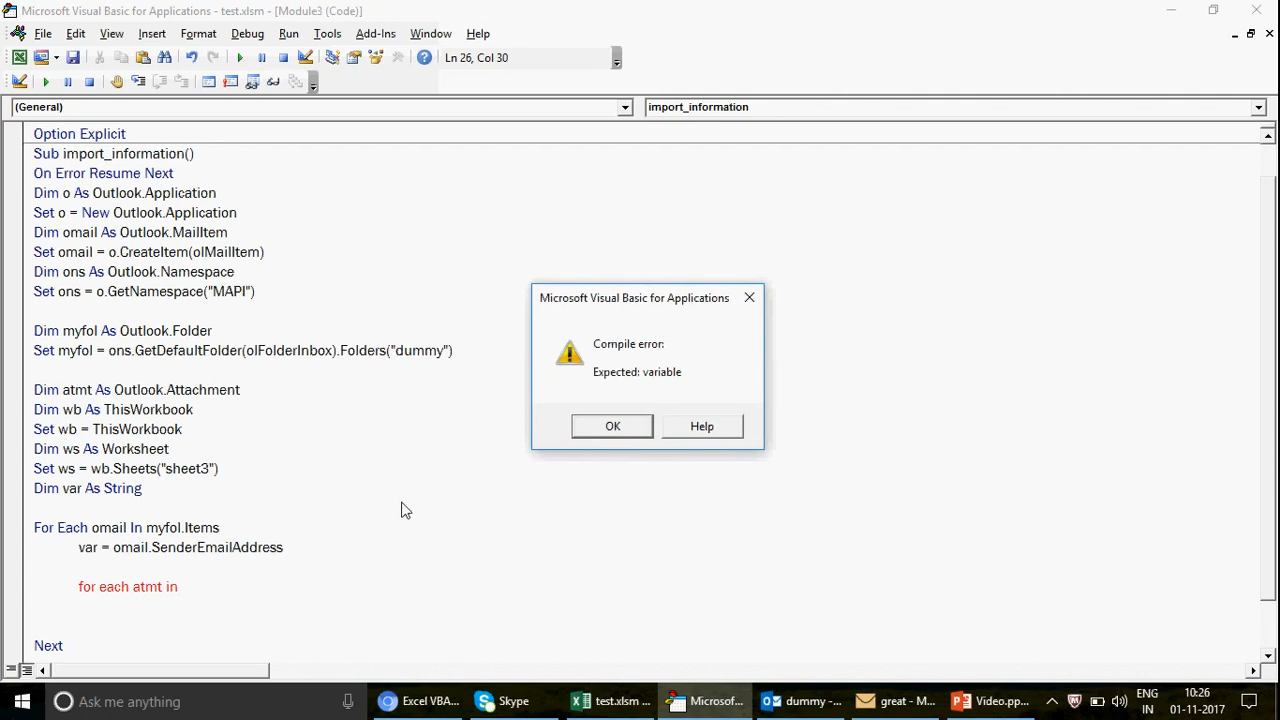 Microsoft Visual Basic for Applications - test.xlsm - [Module3 (Code)]
File Edit View Insert Format Debug Run Tools Add-Ins Window Help
Ln 26, Col 30
(General) import_information
Option Explicit
Sub import_information()
On Error Resume Next
Dim o As Outlook.Application
Set o = New Outlook.Application
Dim omail As Outlook.MailItem
Set omail = o.CreateItem(olMailItem)
Dim ons As Outlook.Namespace
Set ons = o.GetNamespace("MAPI")
Dim myfol As Outlook.Folder
Set myfol = ons.GetDefaultFolder(olFolderInbox).Folders("dummy")
Dim atmt As Outlook.Attachment
Dim wb As ThisWorkbook
Set wb = ThisWorkbook
Dim ws As Worksheet
Set ws = wb.Sheets("sheet3")
Dim var As String
For Each omail In myfol.Items
var = omail.SenderEmailAddress
for each atmt in
Next
Microsoft Visual Basic for Applications
Compile error:
Expected: variable
OK Help
Ask me anything
Excel VBA... Skype test.xlsm ... Microsof... dummy -... great - M... Video.pp...
ENG
IN
10:26
01-11-2017